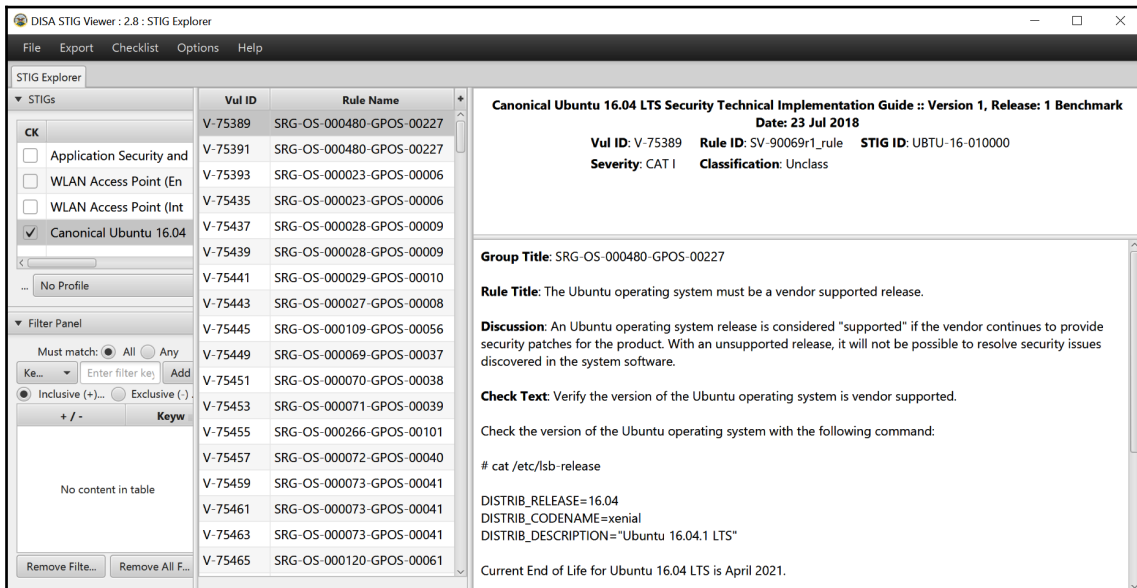 DISA STIG Viewer : 2.8 : STIG Explorer
File Export Checklist Options Help
STIG Explorer
STIGs
CK
Application Security and
WLAN Access Point (En
WLAN Access Point (Int
Canonical Ubuntu 16.04
... No Profile
Filter Panel
Must match: All Any
Ke... Enter filter key Add
Inclusive (+)... Exclusive (-) .
+ / - Keyw
No content in table
Remove Filte... Remove All F...
Vul ID Rule Name +
V-75389 SRG-OS-000480-GPOS-00227
V-75391 SRG-OS-000480-GPOS-00227
V-75393 SRG-OS-000023-GPOS-00006
V-75435 SRG-OS-000023-GPOS-00006
V-75437 SRG-OS-000028-GPOS-00009
V-75439 SRG-OS-000028-GPOS-00009
V-75441 SRG-OS-000029-GPOS-00010
V-75443 SRG-OS-000027-GPOS-00008
V-75445 SRG-OS-000109-GPOS-00056
V-75449 SRG-OS-000069-GPOS-00037
V-75451 SRG-OS-000070-GPOS-00038
V-75453 SRG-OS-000071-GPOS-00039
V-75455 SRG-OS-000266-GPOS-00101
V-75457 SRG-OS-000072-GPOS-00040
V-75459 SRG-OS-000073-GPOS-00041
V-75461 SRG-OS-000073-GPOS-00041
V-75463 SRG-OS-000073-GPOS-00041
V-75465 SRG-OS-000120-GPOS-00061
Canonical Ubuntu 16.04 LTS Security Technical Implementation Guide :: Version 1, Release: 1 Benchmark
Date: 23 Jul 2018
Vul ID: V-75389 Rule ID: SV-90069r1_rule STIG ID: UBTU-16-010000
Severity: CAT I Classification: Unclass
Group Title: SRG-OS-000480-GPOS-00227
Rule Title: The Ubuntu operating system must be a vendor supported release.
Discussion: An Ubuntu operating system release is considered "supported" if the vendor continues to provide
security patches for the product. With an unsupported release, it will not be possible to resolve security issues
discovered in the system software.
Check Text: Verify the version of the Ubuntu operating system is vendor supported.
Check the version of the Ubuntu operating system with the following command:
# cat /etc/lsb-release
DISTRIB_RELEASE=16.04
DISTRIB_CODENAME=xenial
DISTRIB_DESCRIPTION="Ubuntu 16.04.1 LTS"
Current End of Life for Ubuntu 16.04 LTS is April 2021.